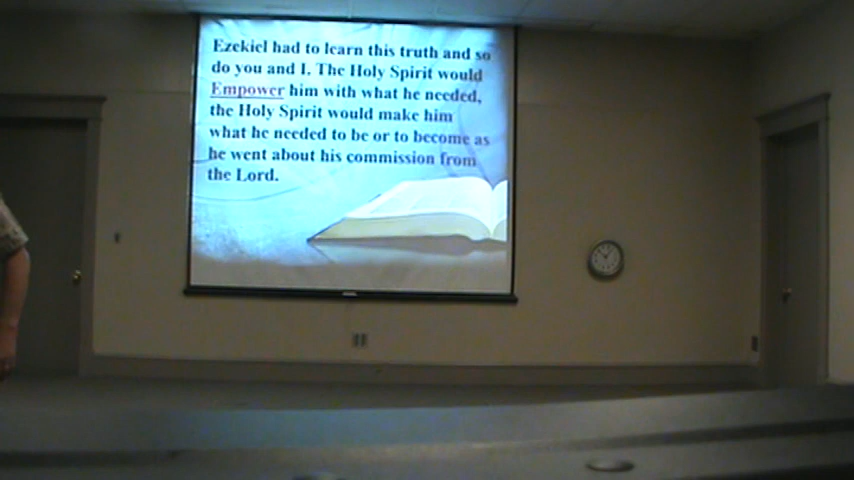 Ezekiel had to learn this truth and so
do you and I. The Holy Spirit would
Empower him with what he needed,
the Holy Spirit would make him
what he needed to be or to become as
he went about his commission from
the Lord.